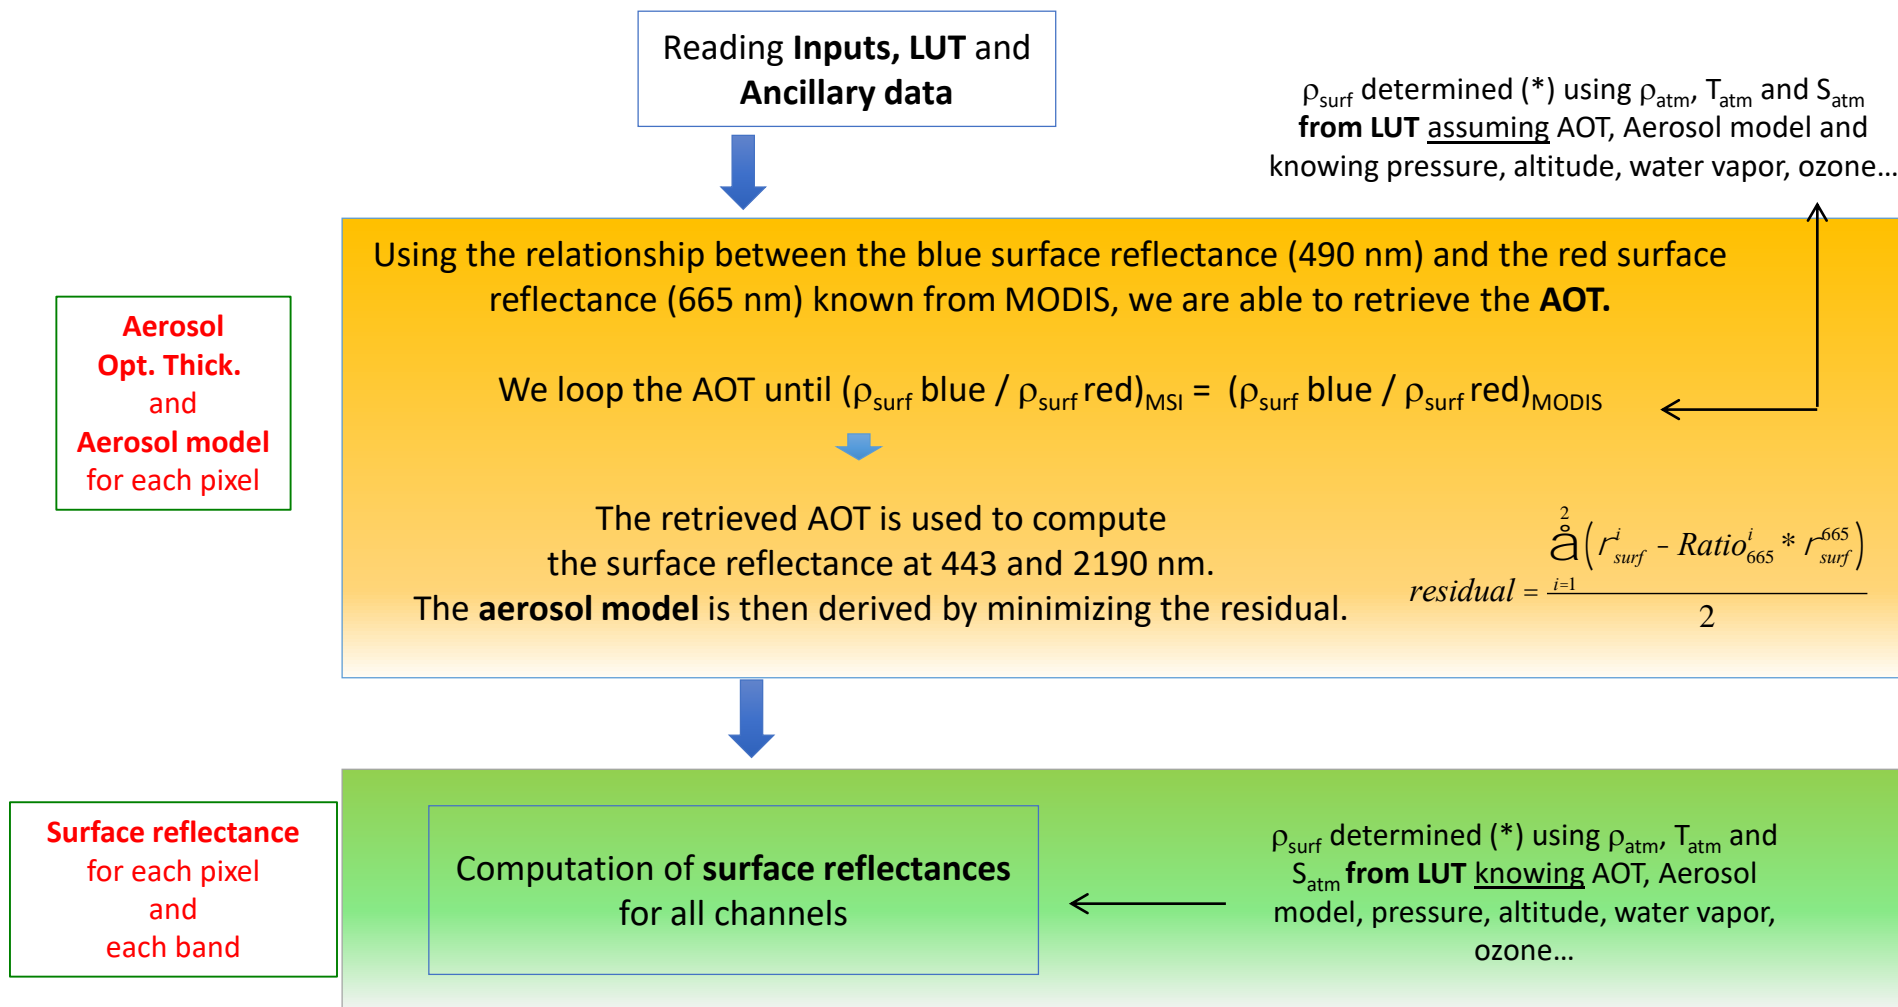 Reading Inputs, LUT and
Ancillary data
ρsurf determined (*) using ρatm, Tatm and Satm
from LUT assuming AOT, Aerosol model and
knowing pressure, altitude, water vapor, ozone…
Using the relationship between the blue surface reflectance (490 nm) and the red surface
reflectance (665 nm) known from MODIS, we are able to retrieve the AOT.
Aerosol
Opt. Thick.
and
Aerosol model
for each pixel
We loop the AOT until (ρsurf blue / ρsurf red)MSI = (ρsurf blue / ρsurf red)MODIS
The retrieved AOT is used to compute
the surface reflectance at 443 and 2190 nm.
The aerosol model is then derived by minimizing the residual.
2
å(r i surf - Ratio i 665 * r 665 surf)
i=1
residual =
2
Surface reflectance
for each pixel
and
each band
Computation of surface reflectances
for all channels
ρsurf determined (*) using ρatm, Tatm and
Satm from LUT knowing AOT, Aerosol
model, pressure, altitude, water vapor,
ozone…